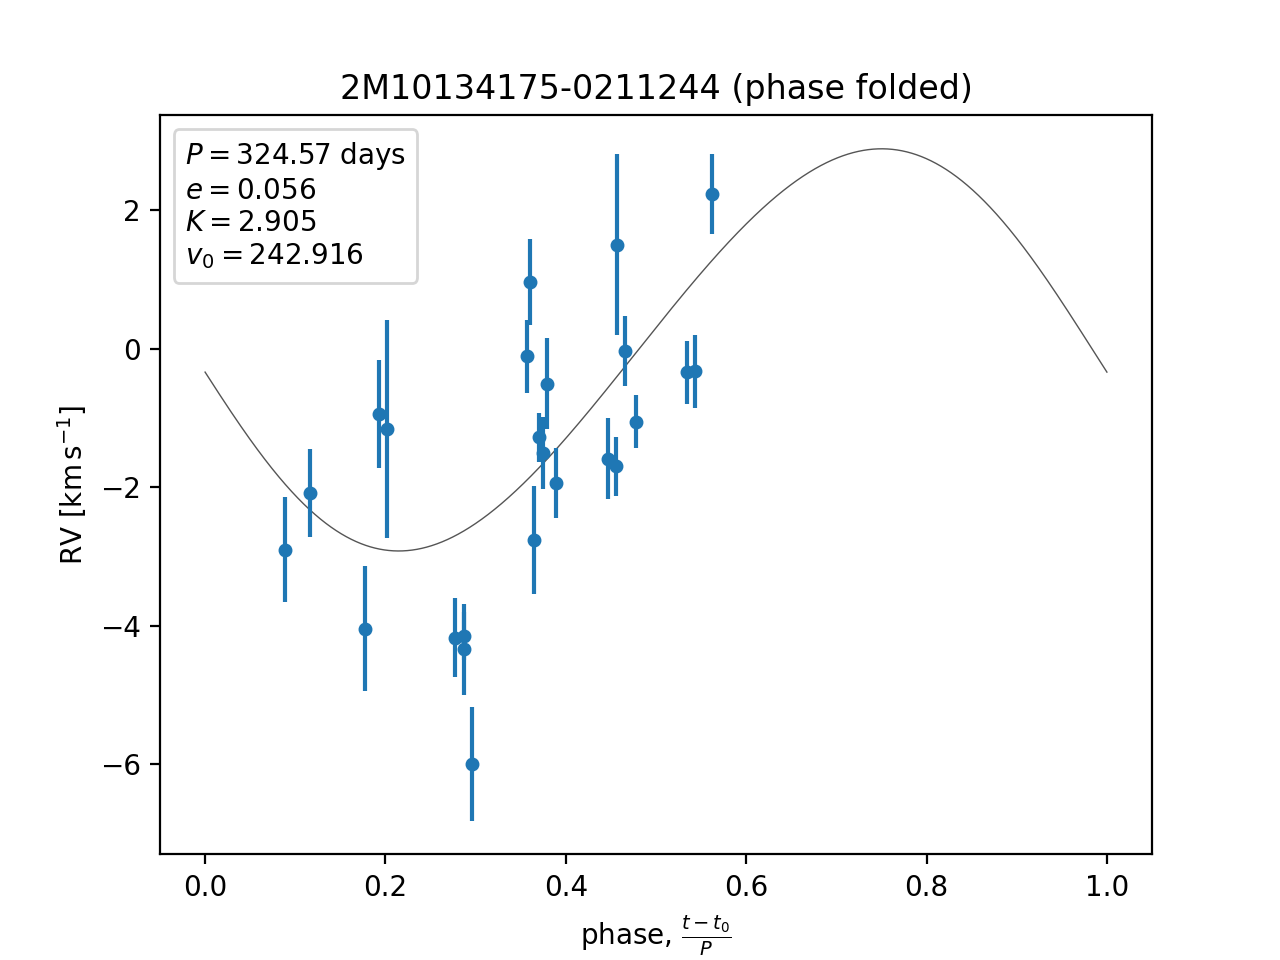 2M10134175-0211244 (phase folded)
P = 324.57 days
e = 0.056
K = 2.905
v₀ = 242.916
2
0
−2
−4
−6
RV [km s⁻¹]
0.0 0.2 0.4 0.6 0.8 1.0
phase, (t − t₀)/P